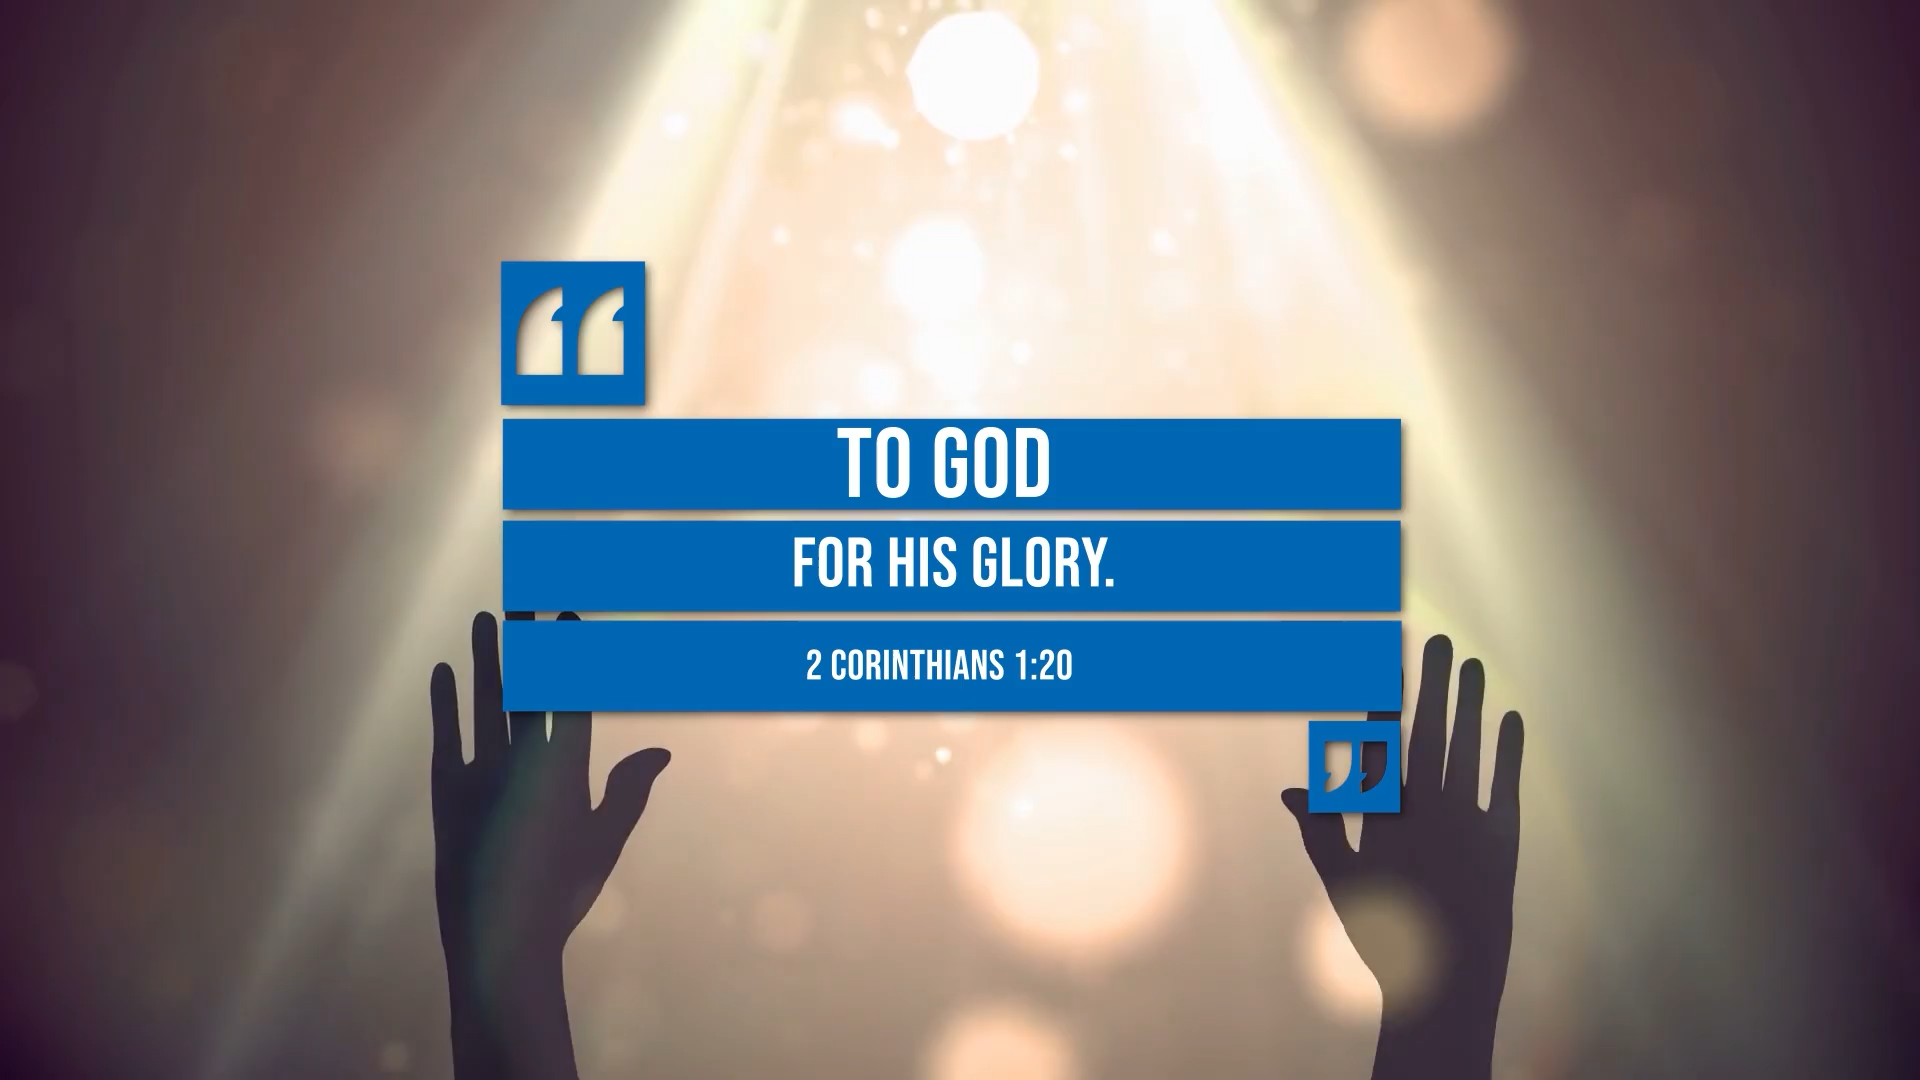 “
TO GOD
FOR HIS GLORY.
2 CORINTHIANS 1:20
”